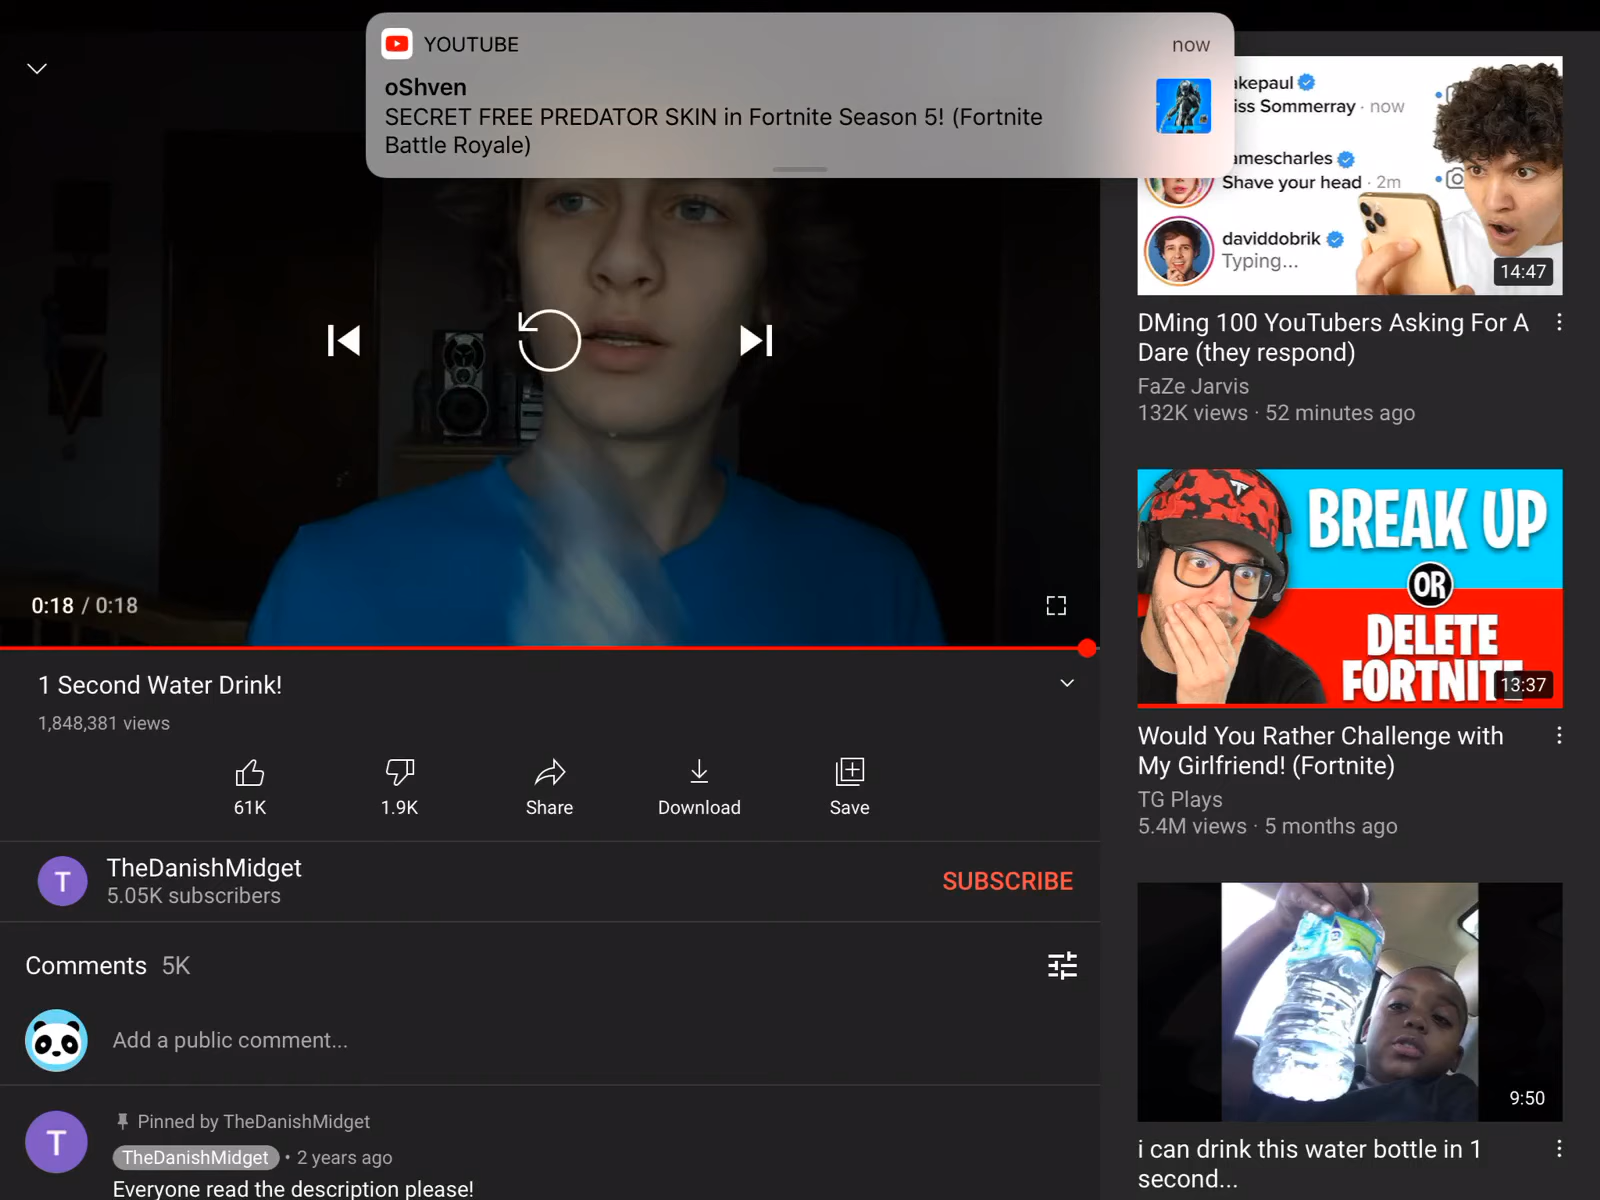 YOUTUBE
now
oShven
SECRET FREE PREDATOR SKIN in Fortnite Season 5! (Fortnite
Battle Royale)
akepaul
iss Sommerray · now
amescharles
Shave your head · 2m
daviddobrik
Typing...
14:47
DMing 100 YouTubers Asking For A
Dare (they respond)
FaZe Jarvis
132K views · 52 minutes ago
BREAK UP
OR
DELETE
FORTNITE
13:37
Would You Rather Challenge with
My Girlfriend! (Fortnite)
TG Plays
5.4M views · 5 months ago
9:50
i can drink this water bottle in 1
second...
0:18 / 0:18
1 Second Water Drink!
1,848,381 views
61K
1.9K
Share
Download
Save
T
TheDanishMidget
5.05K subscribers
SUBSCRIBE
Comments 5K
Add a public comment...
T
Pinned by TheDanishMidget
TheDanishMidget • 2 years ago
Everyone read the description please!